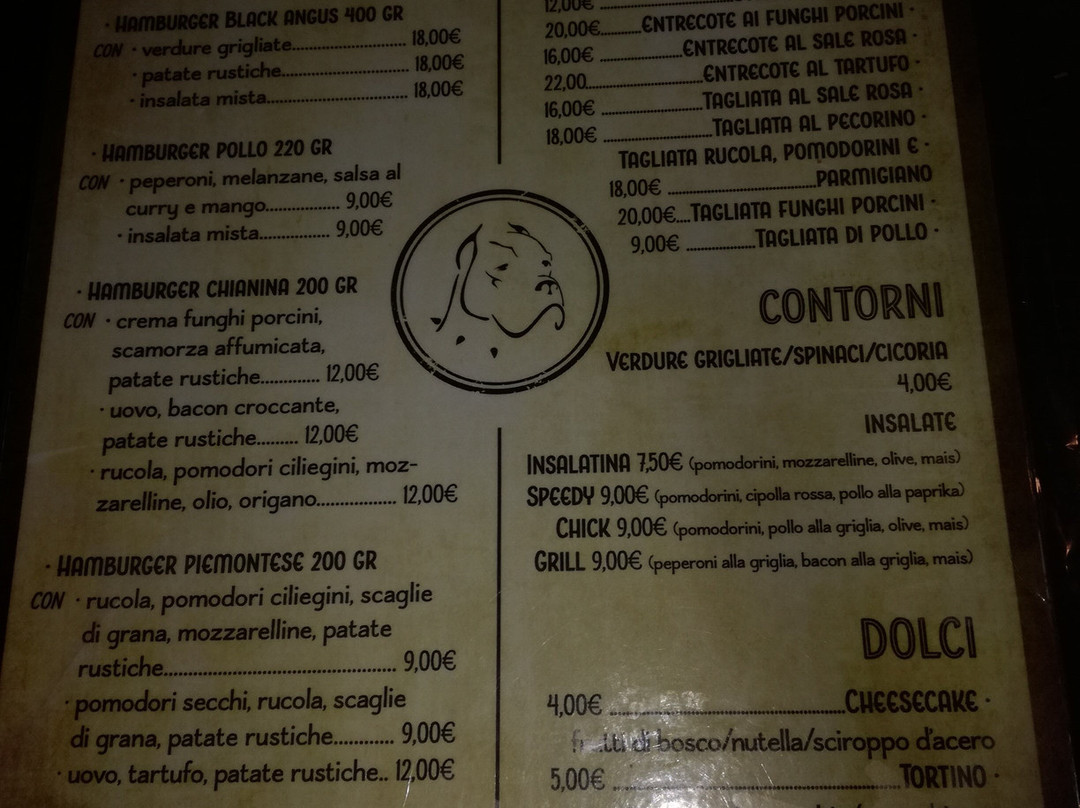 · HAMBURGER BLACK ANGUS 400 GR
CON · verdure grigliate.................................. 18,00€
· patate rustiche..................................... 18,00€
· insalata mista........................................ 18,00€
· HAMBURGER POLLO 220 GR
CON · peperoni, melanzane, salsa al
curry e mango.................. 9,00€
· insalata mista................. 9,00€
· HAMBURGER CHIANINA 200 GR
CON · crema funghi porcini,
scamorza affumicata,
patate rustiche.............. 12,00€
· uovo, bacon croccante,
patate rustiche......... 12,00€
· rucola, pomodori ciliegini, moz-
zarelline, olio, origano................... 12,00€
· HAMBURGER PIEMONTESE 200 GR
CON · rucola, pomodori ciliegini, scaglie
di grana, mozzarelline, patate
rustiche..................................................... 9,00€
· pomodori secchi, rucola, scaglie
di grana, patate rustiche............. 9,00€
· uovo, tartufo, patate rustiche.. 12,00€
12,00€
20,00€..........ENTRECOTE AI FUNGHI PORCINI ·
16,00€ ....................ENTRECOTE AL SALE ROSA ·
22,00.............................ENTRECOTE AL TARTUFO ·
16,00€ .........................TAGLIATA AL SALE ROSA ·
18,00€ ...........................TAGLIATA AL PECORINO ·
TAGLIATA RUCOLA, POMODORINI E ·
18,00€ .....................................PARMIGIANO
20,00€....TAGLIATA FUNGHI PORCINI ·
9,00€ .................TAGLIATA DI POLLO ·
CONTORNI
VERDURE GRIGLIATE/SPINACI/CICORIA
4,00€
INSALATE
INSALATINA 7,50€ (pomodorini, mozzarelline, olive, mais)
SPEEDY 9,00€ (pomodorini, cipolla rossa, pollo alla paprika)
CHICK 9,00€ (pomodorini, pollo alla griglia, olive, mais)
GRILL 9,00€ (peperoni alla griglia, bacon alla griglia, mais)
DOLCI
4,00€ .........................................................CHEESECAKE ·
frutti di bosco/nutella/sciroppo d'acero
5,00€ ....................................................................TORTINO ·